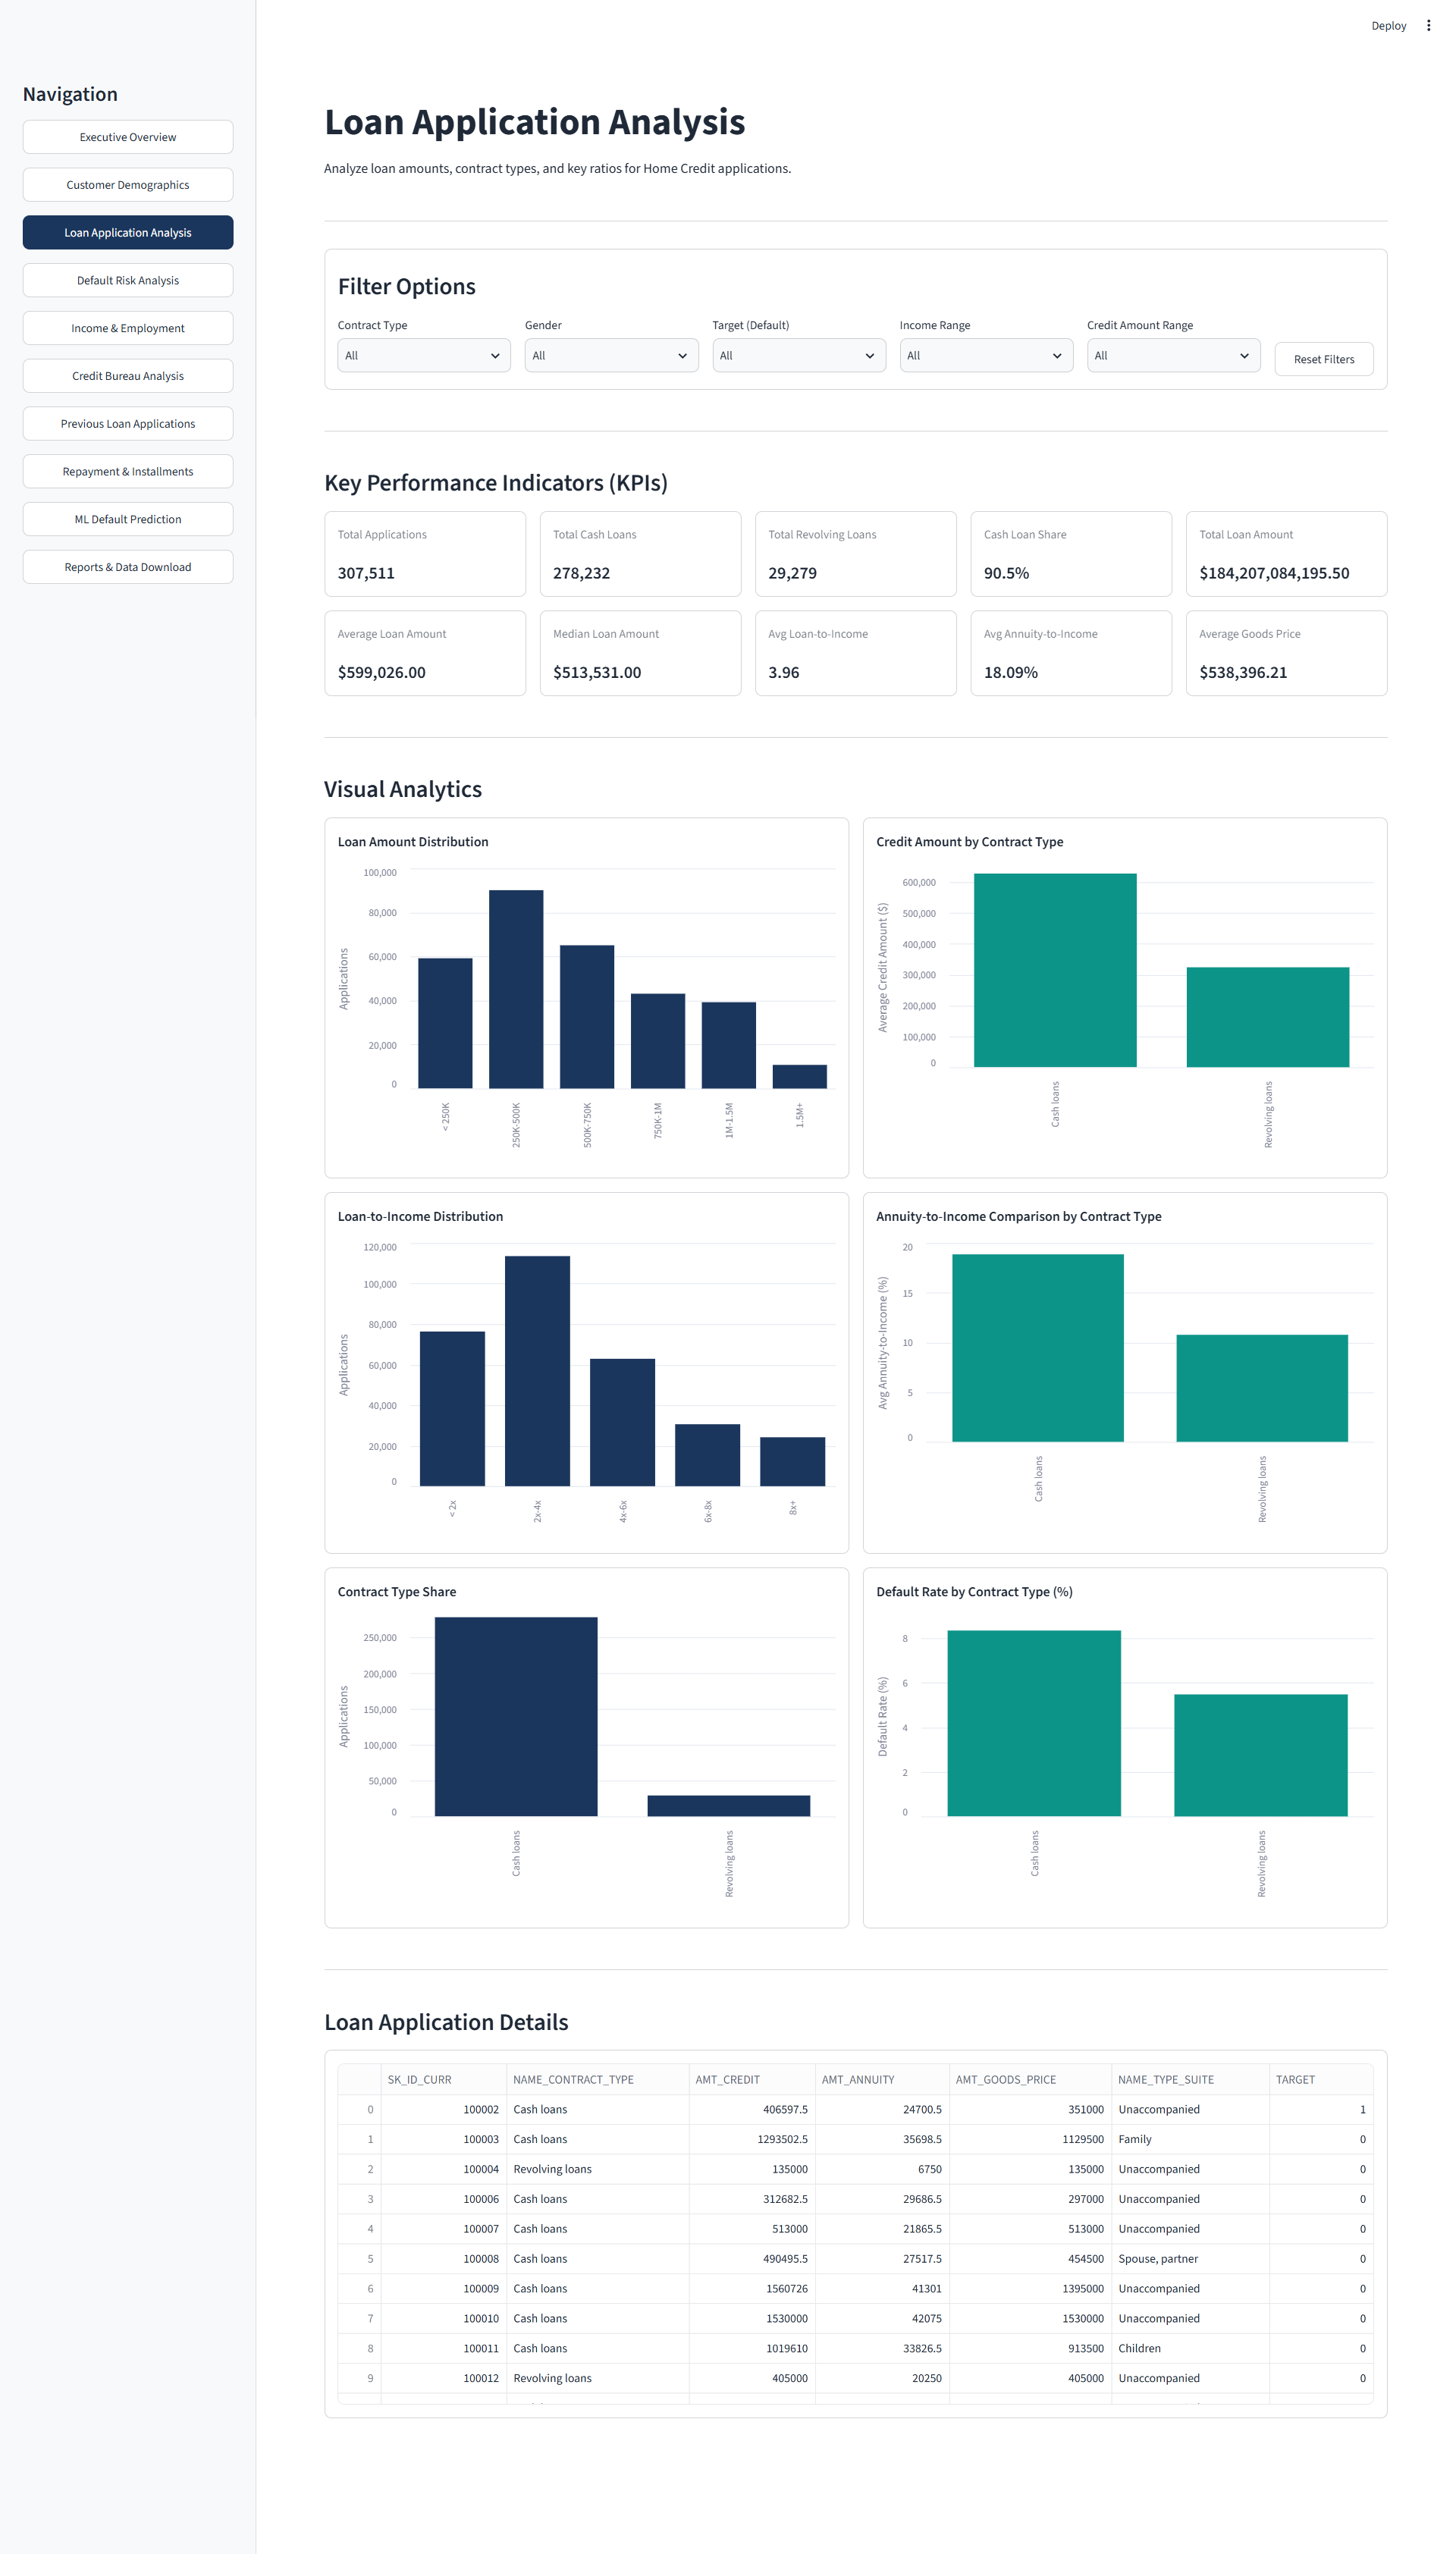 Deploy
Navigation
Executive Overview
Customer Demographics
Loan Application Analysis
Default Risk Analysis
Income & Employment
Credit Bureau Analysis
Previous Loan Applications
Repayment & Installments
ML Default Prediction
Reports & Data Download
Loan Application Analysis
Analyze loan amounts, contract types, and key ratios for Home Credit applications.
Filter Options
Contract Type Gender Target (Default) Income Range Credit Amount Range
All All All All All Reset Filters
Key Performance Indicators (KPIs)
Total Applications Total Cash Loans Total Revolving Loans Cash Loan Share Total Loan Amount
307,511 278,232 29,279 90.5% $184,207,084,195.50
Average Loan Amount Median Loan Amount Avg Loan-to-Income Avg Annuity-to-Income Average Goods Price
$599,026.00 $513,531.00 3.96 18.09% $538,396.21
Visual Analytics
Loan Amount Distribution
Applications
100,000
80,000
60,000
40,000
20,000
0
< 250K 250K-500K 500K-750K 750K-1M 1M-1.5M 1.5M+
Credit Amount by Contract Type
Average Credit Amount ($)
600,000
500,000
400,000
300,000
200,000
100,000
0
Cash loans Revolving loans
Loan-to-Income Distribution
Applications
120,000
100,000
80,000
60,000
40,000
20,000
0
< 2x 2x-4x 4x-6x 6x-8x 8x+
Annuity-to-Income Comparison by Contract Type
Avg Annuity-to-Income (%)
20
15
10
5
0
Cash loans Revolving loans
Contract Type Share
Applications
250,000
200,000
150,000
100,000
50,000
0
Cash loans Revolving loans
Default Rate by Contract Type (%)
Default Rate (%)
8
6
4
2
0
Cash loans Revolving loans
Loan Application Details
SK_ID_CURR NAME_CONTRACT_TYPE AMT_CREDIT AMT_ANNUITY AMT_GOODS_PRICE NAME_TYPE_SUITE TARGET
0 100002 Cash loans 406597.5 24700.5 351000 Unaccompanied 1
1 100003 Cash loans 1293502.5 35698.5 1129500 Family 0
2 100004 Revolving loans 135000 6750 135000 Unaccompanied 0
3 100006 Cash loans 312682.5 29686.5 297000 Unaccompanied 0
4 100007 Cash loans 513000 21865.5 513000 Unaccompanied 0
5 100008 Cash loans 490495.5 27517.5 454500 Spouse, partner 0
6 100009 Cash loans 1560726 41301 1395000 Unaccompanied 0
7 100010 Cash loans 1530000 42075 1530000 Unaccompanied 0
8 100011 Cash loans 1019610 33826.5 913500 Children 0
9 100012 Revolving loans 405000 20250 405000 Unaccompanied 0